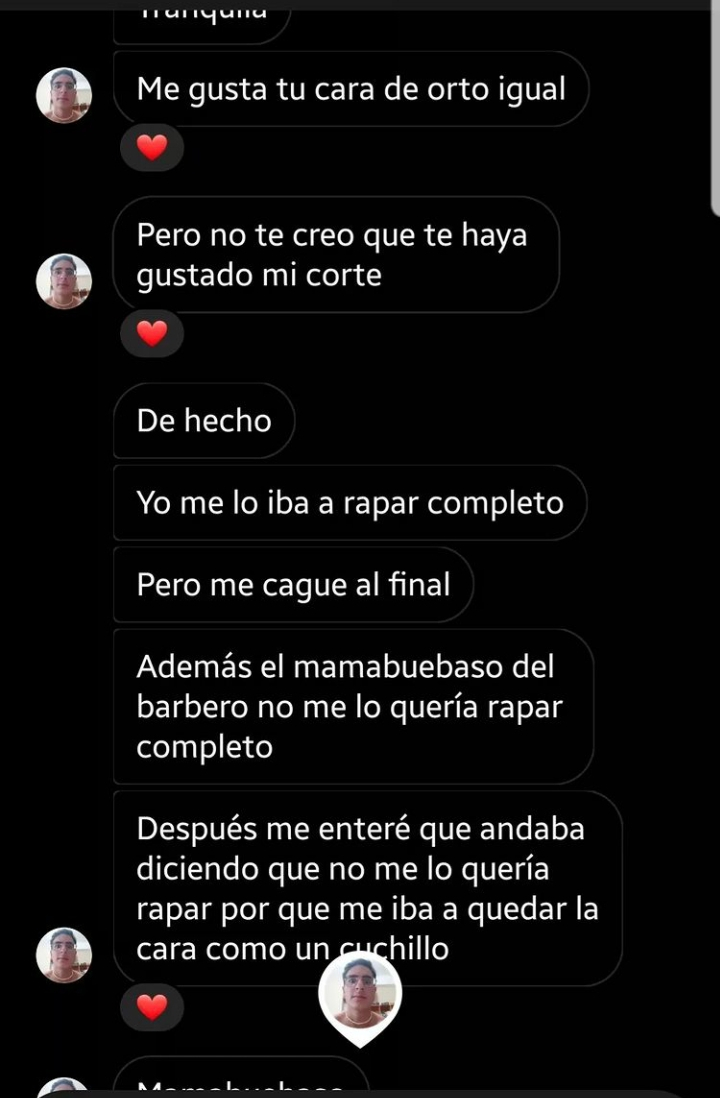 Tranquila
Me gusta tu cara de orto igual
Pero no te creo que te haya
gustado mi corte
De hecho
Yo me lo iba a rapar completo
Pero me cague al final
Además el mamabuebaso del
barbero no me lo quería rapar
completo
Después me enteré que andaba
diciendo que no me lo quería
rapar por que me iba a quedar la
cara como un cuchillo